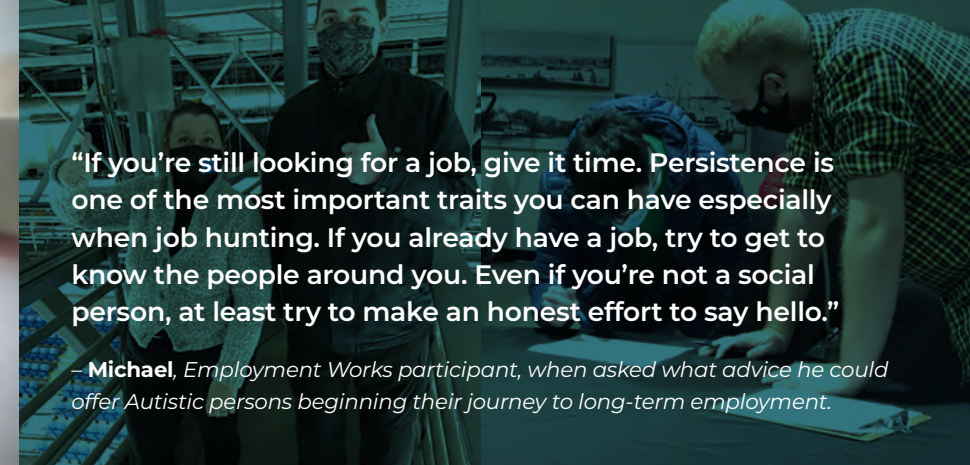 “If you’re still looking for a job, give it time. Persistence is
one of the most important traits you can have especially
when job hunting. If you already have a job, try to get to
know the people around you. Even if you’re not a social
person, at least try to make an honest effort to say hello.”
– Michael, Employment Works participant, when asked what advice he could
offer Autistic persons beginning their journey to long-term employment.